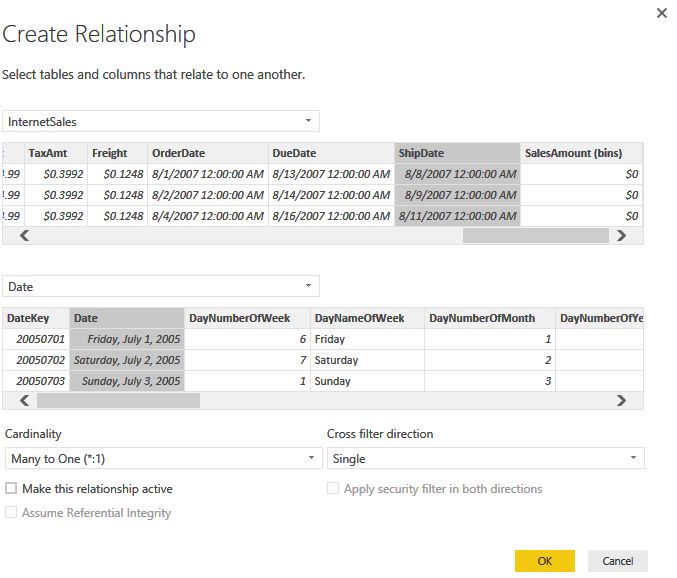 Create Relationship
Select tables and columns that relate to one another.
InternetSales
TaxAmt Freight OrderDate DueDate ShipDate SalesAmount (bins)
.99 $0.3992 $0.1248 8/1/2007 12:00:00 AM 8/13/2007 12:00:00 AM 8/8/2007 12:00:00 AM $0
.99 $0.3992 $0.1248 8/2/2007 12:00:00 AM 8/14/2007 12:00:00 AM 8/9/2007 12:00:00 AM $0
.99 $0.3992 $0.1248 8/4/2007 12:00:00 AM 8/16/2007 12:00:00 AM 8/11/2007 12:00:00 AM $0
Date
DateKey Date DayNumberOfWeek DayNameOfWeek DayNumberOfMonth DayNumberOfYe
20050701 Friday, July 1, 2005 6 Friday 1
20050702 Saturday, July 2, 2005 7 Saturday 2
20050703 Sunday, July 3, 2005 1 Sunday 3
Cardinality Cross filter direction
Many to One (*:1) Single
Make this relationship active Apply security filter in both directions
Assume Referential Integrity
OK Cancel